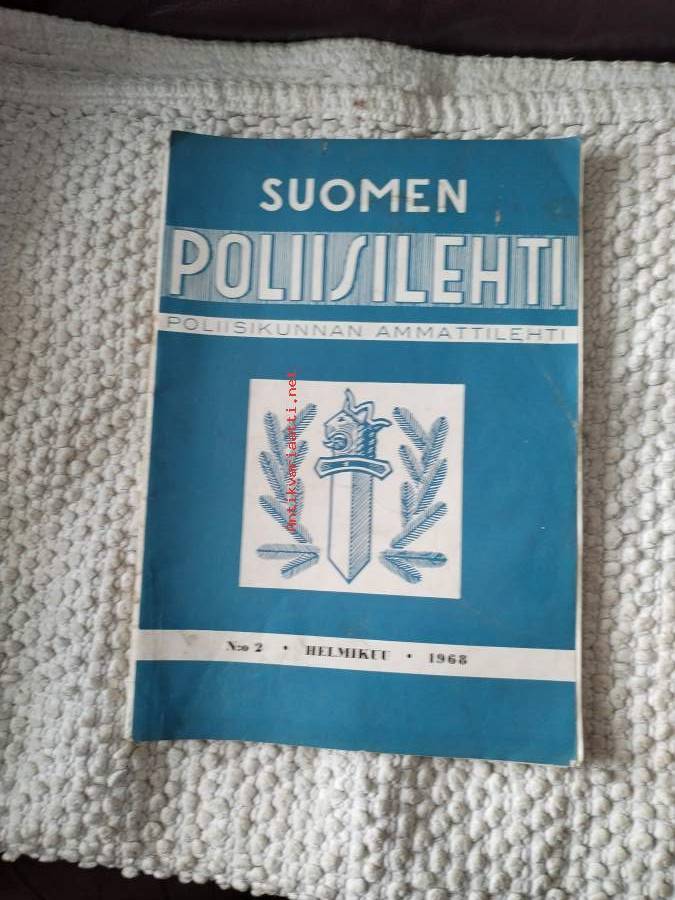 SUOMEN
POLIISILEHTI
POLIISIKUNNAN AMMATTILEHTI
Antikvariaatti.net
N:o 2 • HELMIKUU • 1968